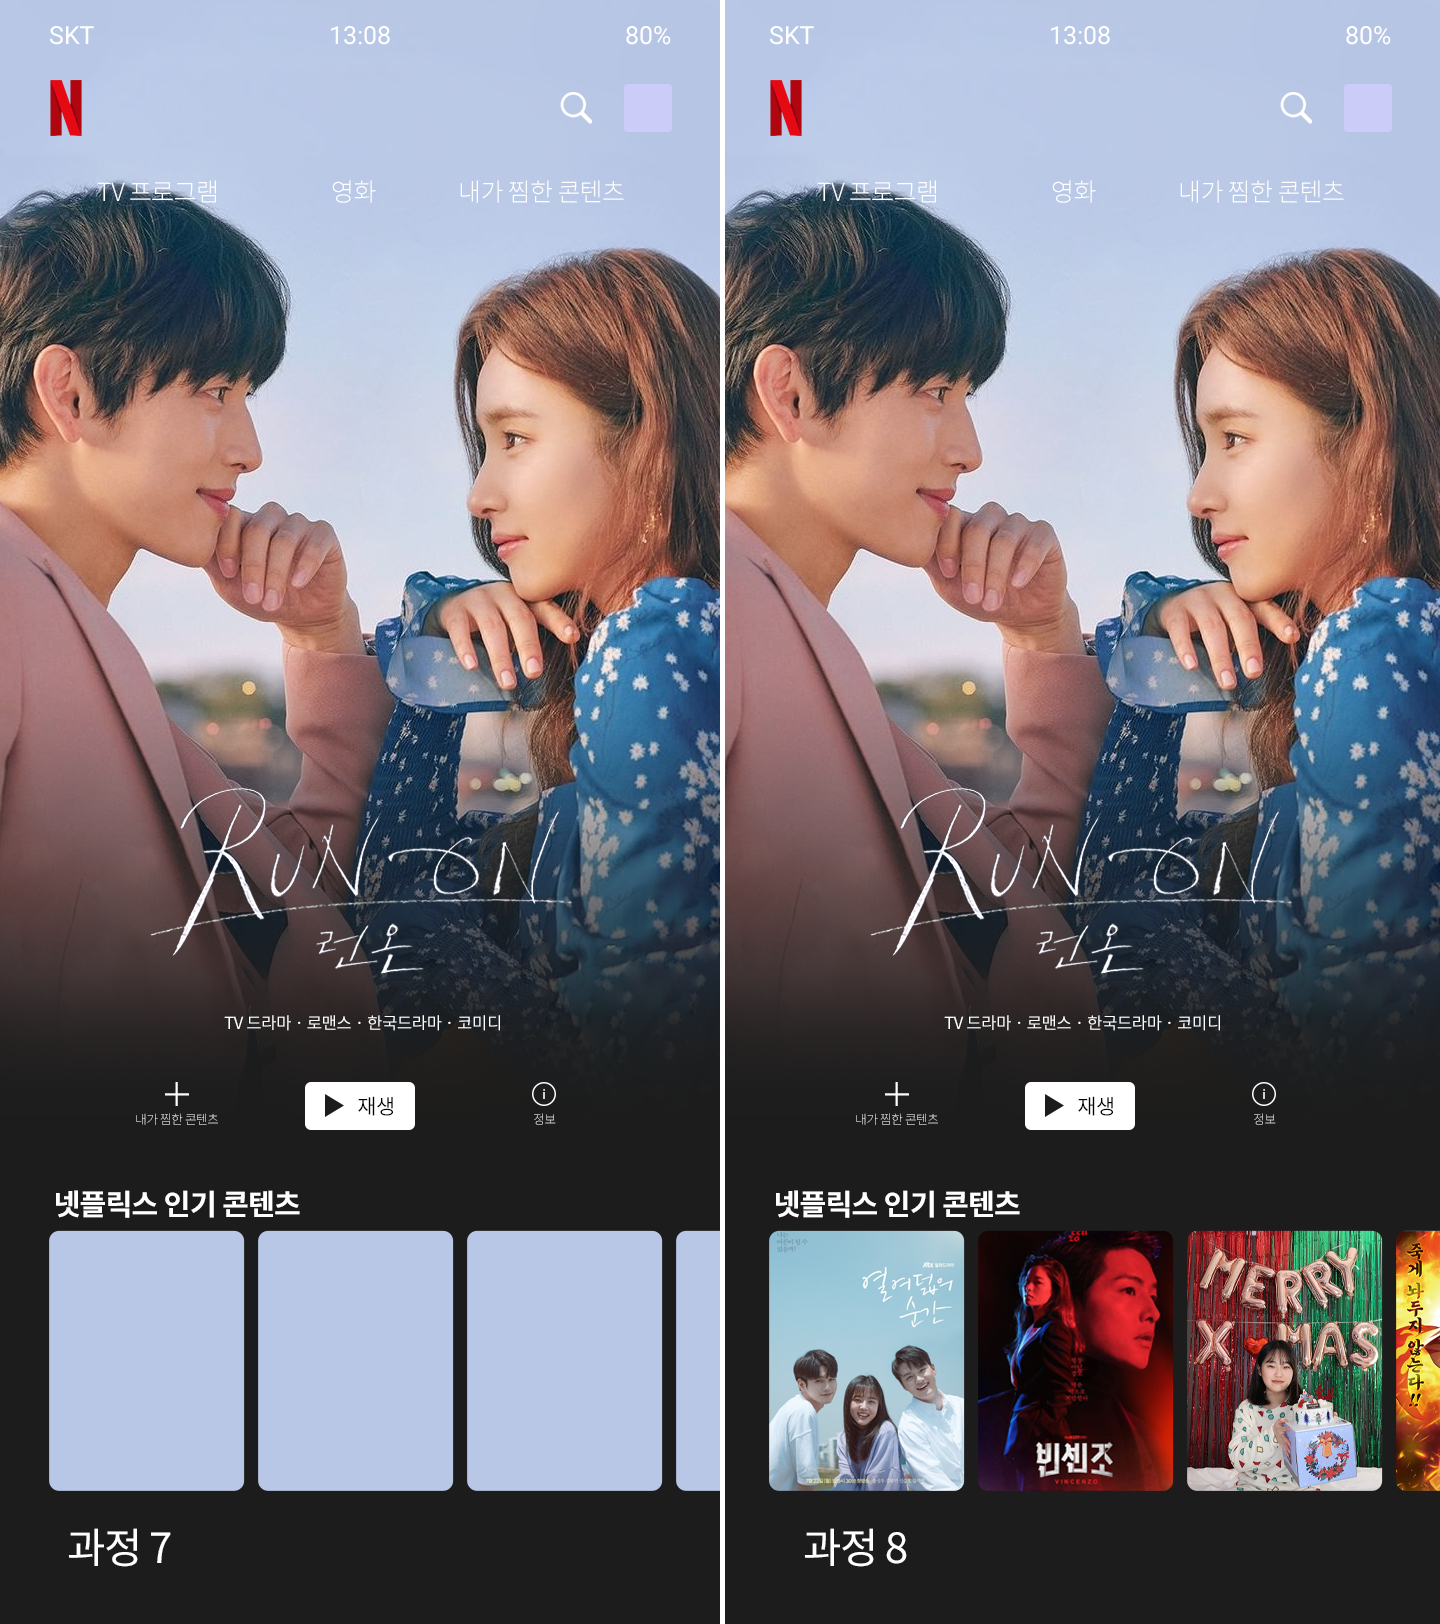 SKT 13:08 80%
N
TV 프로그램 영화 내가 찜한 콘텐츠
RUN ON
런 온
TV 드라마 · 로맨스 · 한국드라마 · 코미디
내가 찜한 콘텐츠 재생 정보
넷플릭스 인기 콘텐츠
과정 7
SKT 13:08 80%
N
TV 프로그램 영화 내가 찜한 콘텐츠
RUN ON
런 온
TV 드라마 · 로맨스 · 한국드라마 · 코미디
내가 찜한 콘텐츠 재생 정보
넷플릭스 인기 콘텐츠
열여덟의
순간
빈센조
VINCENZO
MERRY
X MAS
죽게 놔두지 않는다!!
과정 8